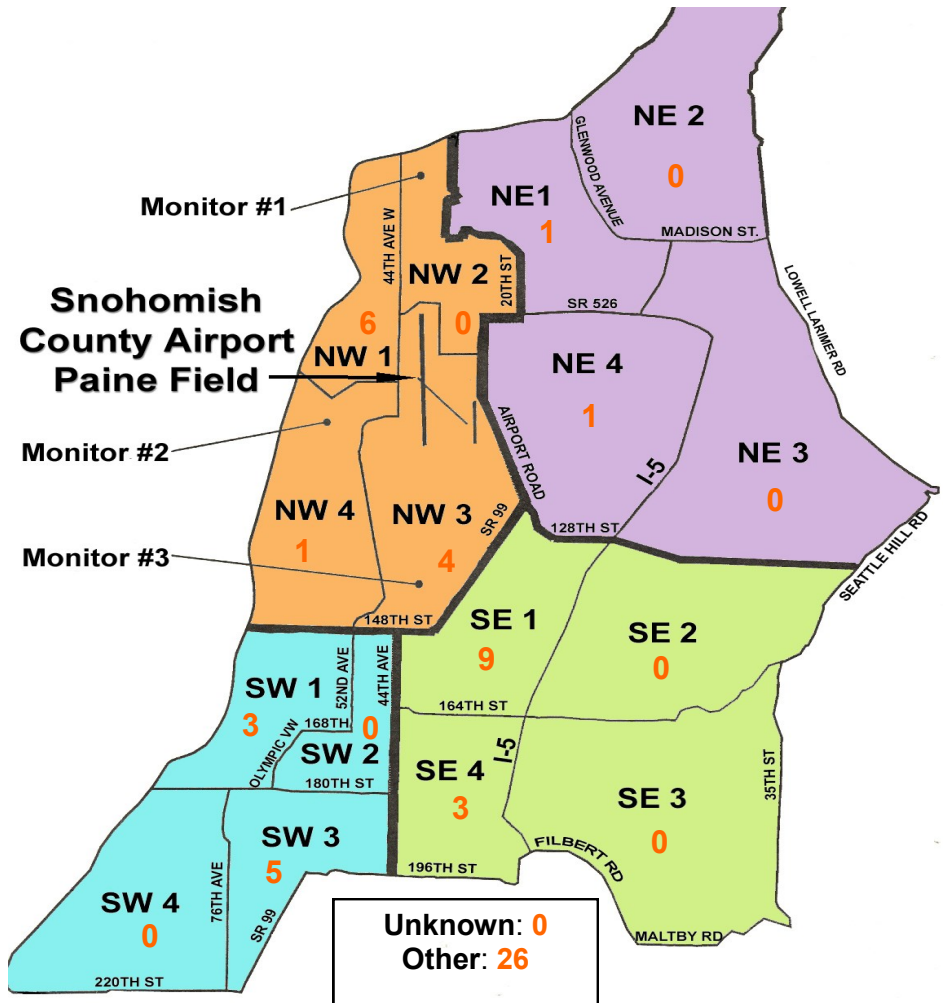 NE 2
0
GLENWOOD AVENUE
Monitor #1
NE1
1
MADISON ST.
44TH AVE W
NW 2
0
20TH ST
SR 526
LOWELL LARIMER RD
Snohomish
County Airport
Paine Field
6
NW 1
NE 4
1
AIRPORT ROAD
I-5
NE 3
0
Monitor #2
NW 4
1
NW 3
4
SR 99
128TH ST
Monitor #3
SEATTLE HILL RD
148TH ST
SE 1
9
SE 2
0
52ND AVE
44TH AVE
SW 1
3
168TH
0
OLYMPIC VW
SW 2
180TH ST
164TH ST
I-5
SE 4
3
SE 3
0
35TH ST
SW 3
5
76TH AVE
SR 99
SW 4
0
196TH ST
FILBERT RD
MALTBY RD
220TH ST
Unknown: 0
Other: 26